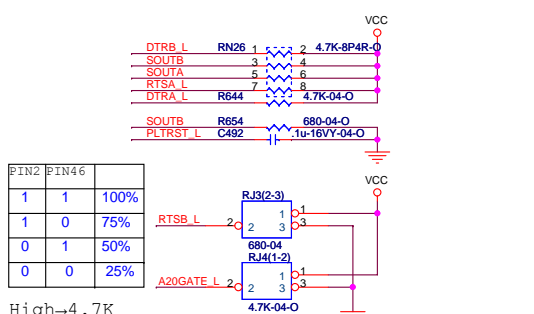 VCC
DTRB_L RN26 1 2 4.7K-8P4R-O
SOUTB 3 4
SOUTA 5 6
RTSA_L 7 8
DTRA_L R644 4.7K-04-O
SOUTB R654 680-04-O
PLTRST_L C492 .1u-16VY-04-O
PIN2 PIN46
1 1 100%
1 0 75%
0 1 50%
0 0 25%
High→4.7K
VCC
RJ3(2-3)
RTSB_L 2 2 1 1
3 3
680-04
RJ4(1-2)
A20GATE_L 2 2 1 1
3 3
4.7K-04-O